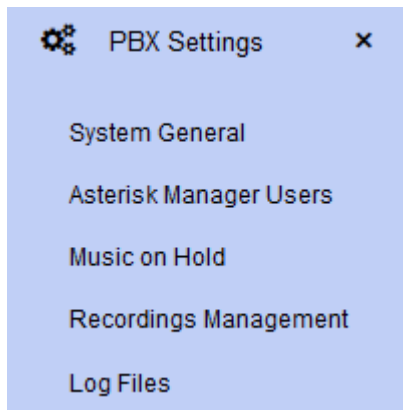 PBX Settings
System General
Asterisk Manager Users
Music on Hold
Recordings Management
Log Files